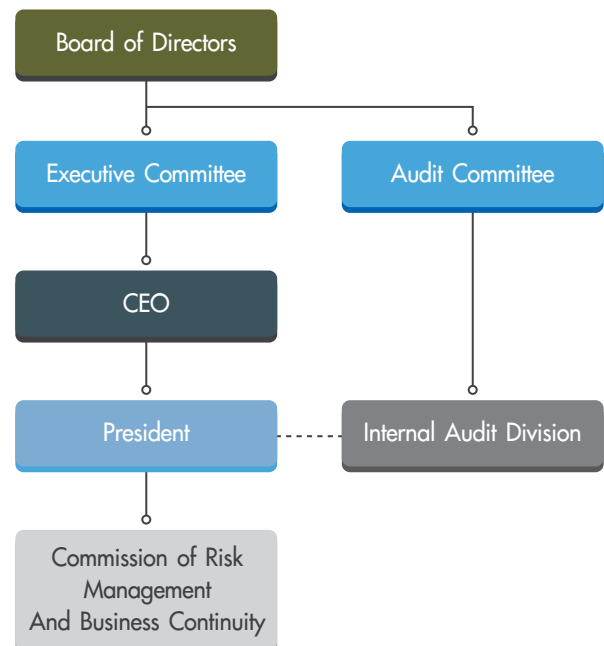 Board of Directors
Executive Committee
Audit Committee
CEO
President
Internal Audit Division
Commission of Risk
Management
And Business Continuity